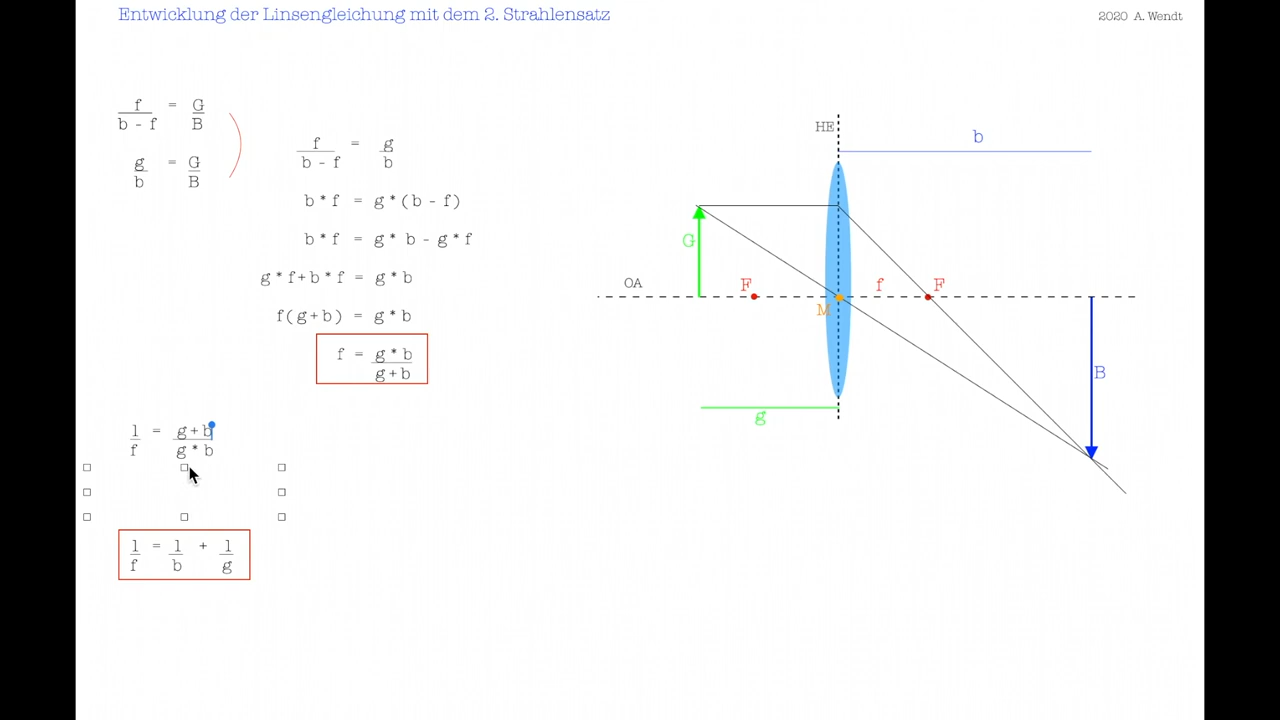 Entwicklung der Linsengleichung mit dem 2. Strahlensatz
2020 A. Wendt
f = G
b - f B
g = G
b B
f = g
b - f b
b * f = g * (b - f)
b * f = g * b - g * f
g * f + b * f = g * b
f ( g + b ) = g * b
f = g * b
g + b
1 = g + b
f g * b
1 = 1 + 1
f b g
HE
b
G
OA
F
f
F
M
B
g